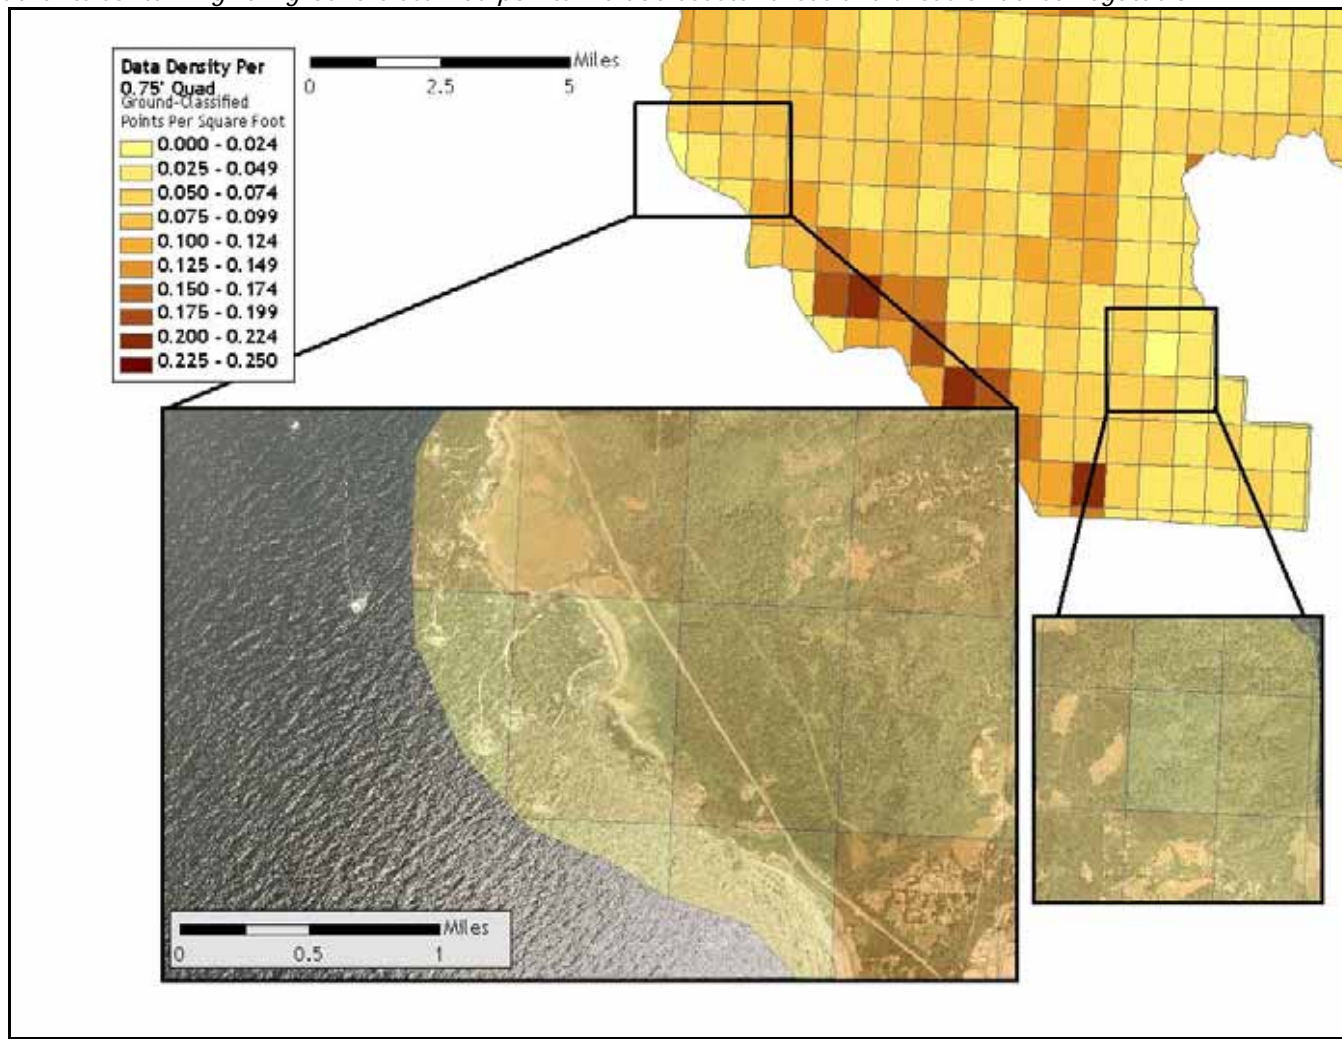 Data Density Per
0.75' Quad
Ground-Classified
Points Per Square Foot
0.000 - 0.024
0.025 - 0.049
0.050 - 0.074
0.075 - 0.099
0.100 - 0.124
0.125 - 0.149
0.150 - 0.174
0.175 - 0.199
0.200 - 0.224
0.225 - 0.250
Miles
0 2.5 5
Miles
0 0.5 1